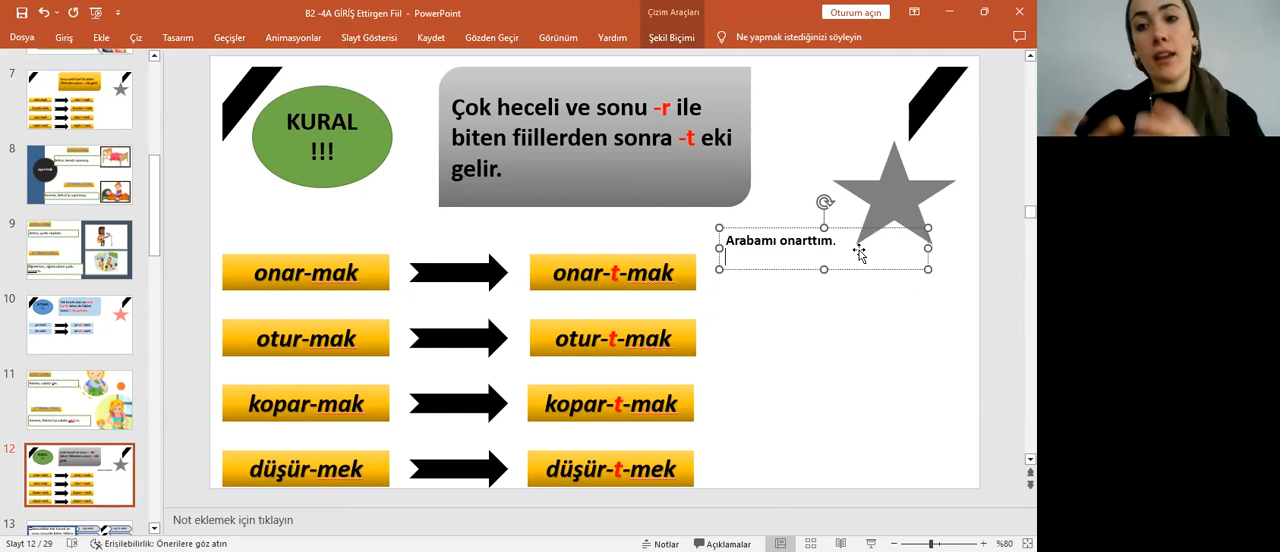 B2 -4A GİRİŞ Ettirgen Fiil - PowerPoint
Çizim Araçları
Oturum açın
Dosya Giriş Ekle Çiz Tasarım Geçişler Animasyonlar Slayt Gösterisi Kaydet Gözden Geçir Görünüm Yardım Şekil Biçimi Ne yapmak istediğinizi söyleyin
7
8
9
10
11
12
13
KURAL
!!!
Çok heceli ve sonu -r ile
biten fiillerden sonra -t eki
gelir.
Arabamı onarttım.
onar-mak
onar-t-mak
otur-mak
otur-t-mak
kopar-mak
kopar-t-mak
düşür-mek
düşür-t-mek
Not eklemek için tıklayın
Slayt 12 / 29 Erişilebilirlik: Önerilere göz atın Notlar Açıklamalar %80